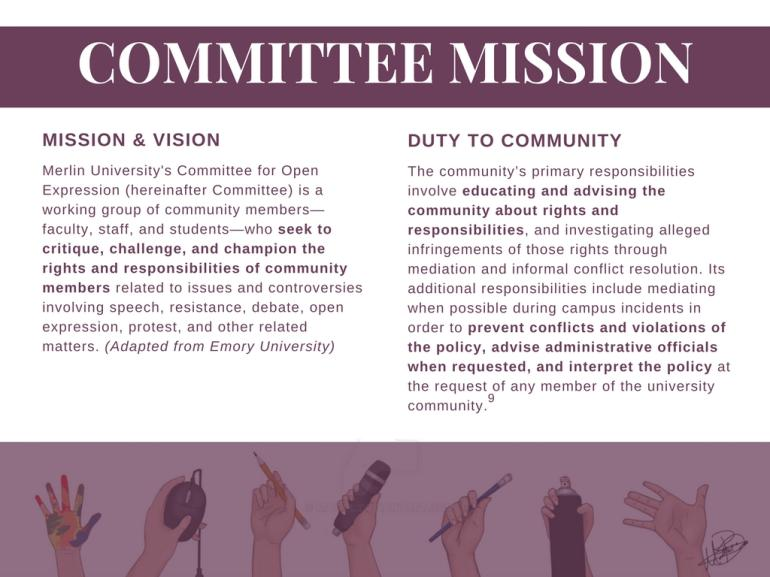 COMMITTEE MISSION
MISSION & VISION
Merlin University's Committee for Open
Expression (hereinafter Committee) is a
working group of community members—
faculty, staff, and students—who seek to
critique, challenge, and champion the
rights and responsibilities of community
members related to issues and controversies
involving speech, resistance, debate, open
expression, protest, and other related
matters. (Adapted from Emory University)
DUTY TO COMMUNITY
The community's primary responsibilities
involve educating and advising the
community about rights and
responsibilities, and investigating alleged
infringements of those rights through
mediation and informal conflict resolution. Its
additional responsibilities include mediating
when possible during campus incidents in
order to prevent conflicts and violations of
the policy, advise administrative officials
when requested, and interpret the policy at
the request of any member of the university
community.9